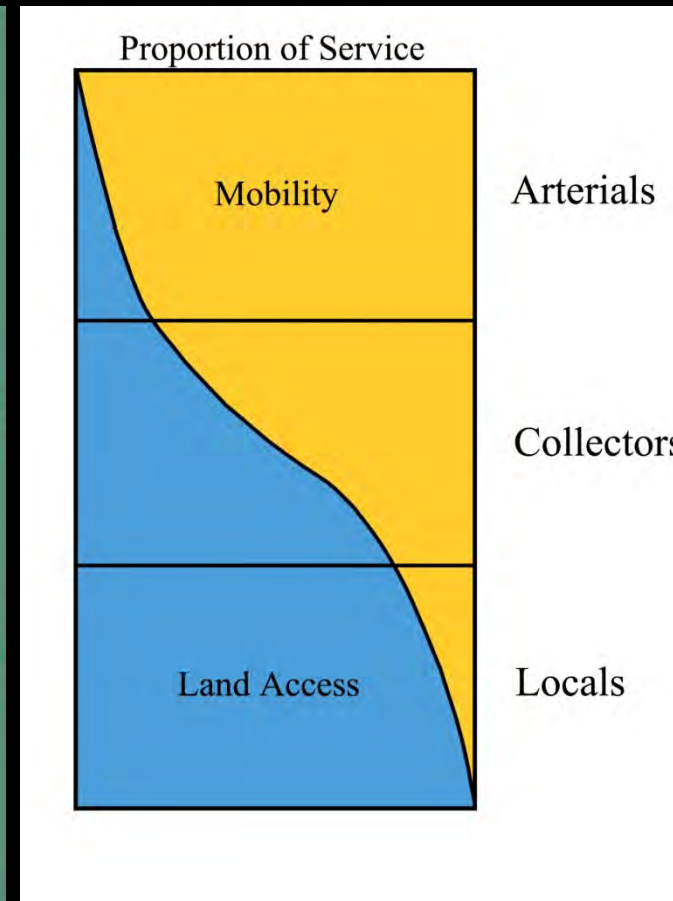 Proportion of Service
Mobility
Arterials
Collectors
Land Access
Locals